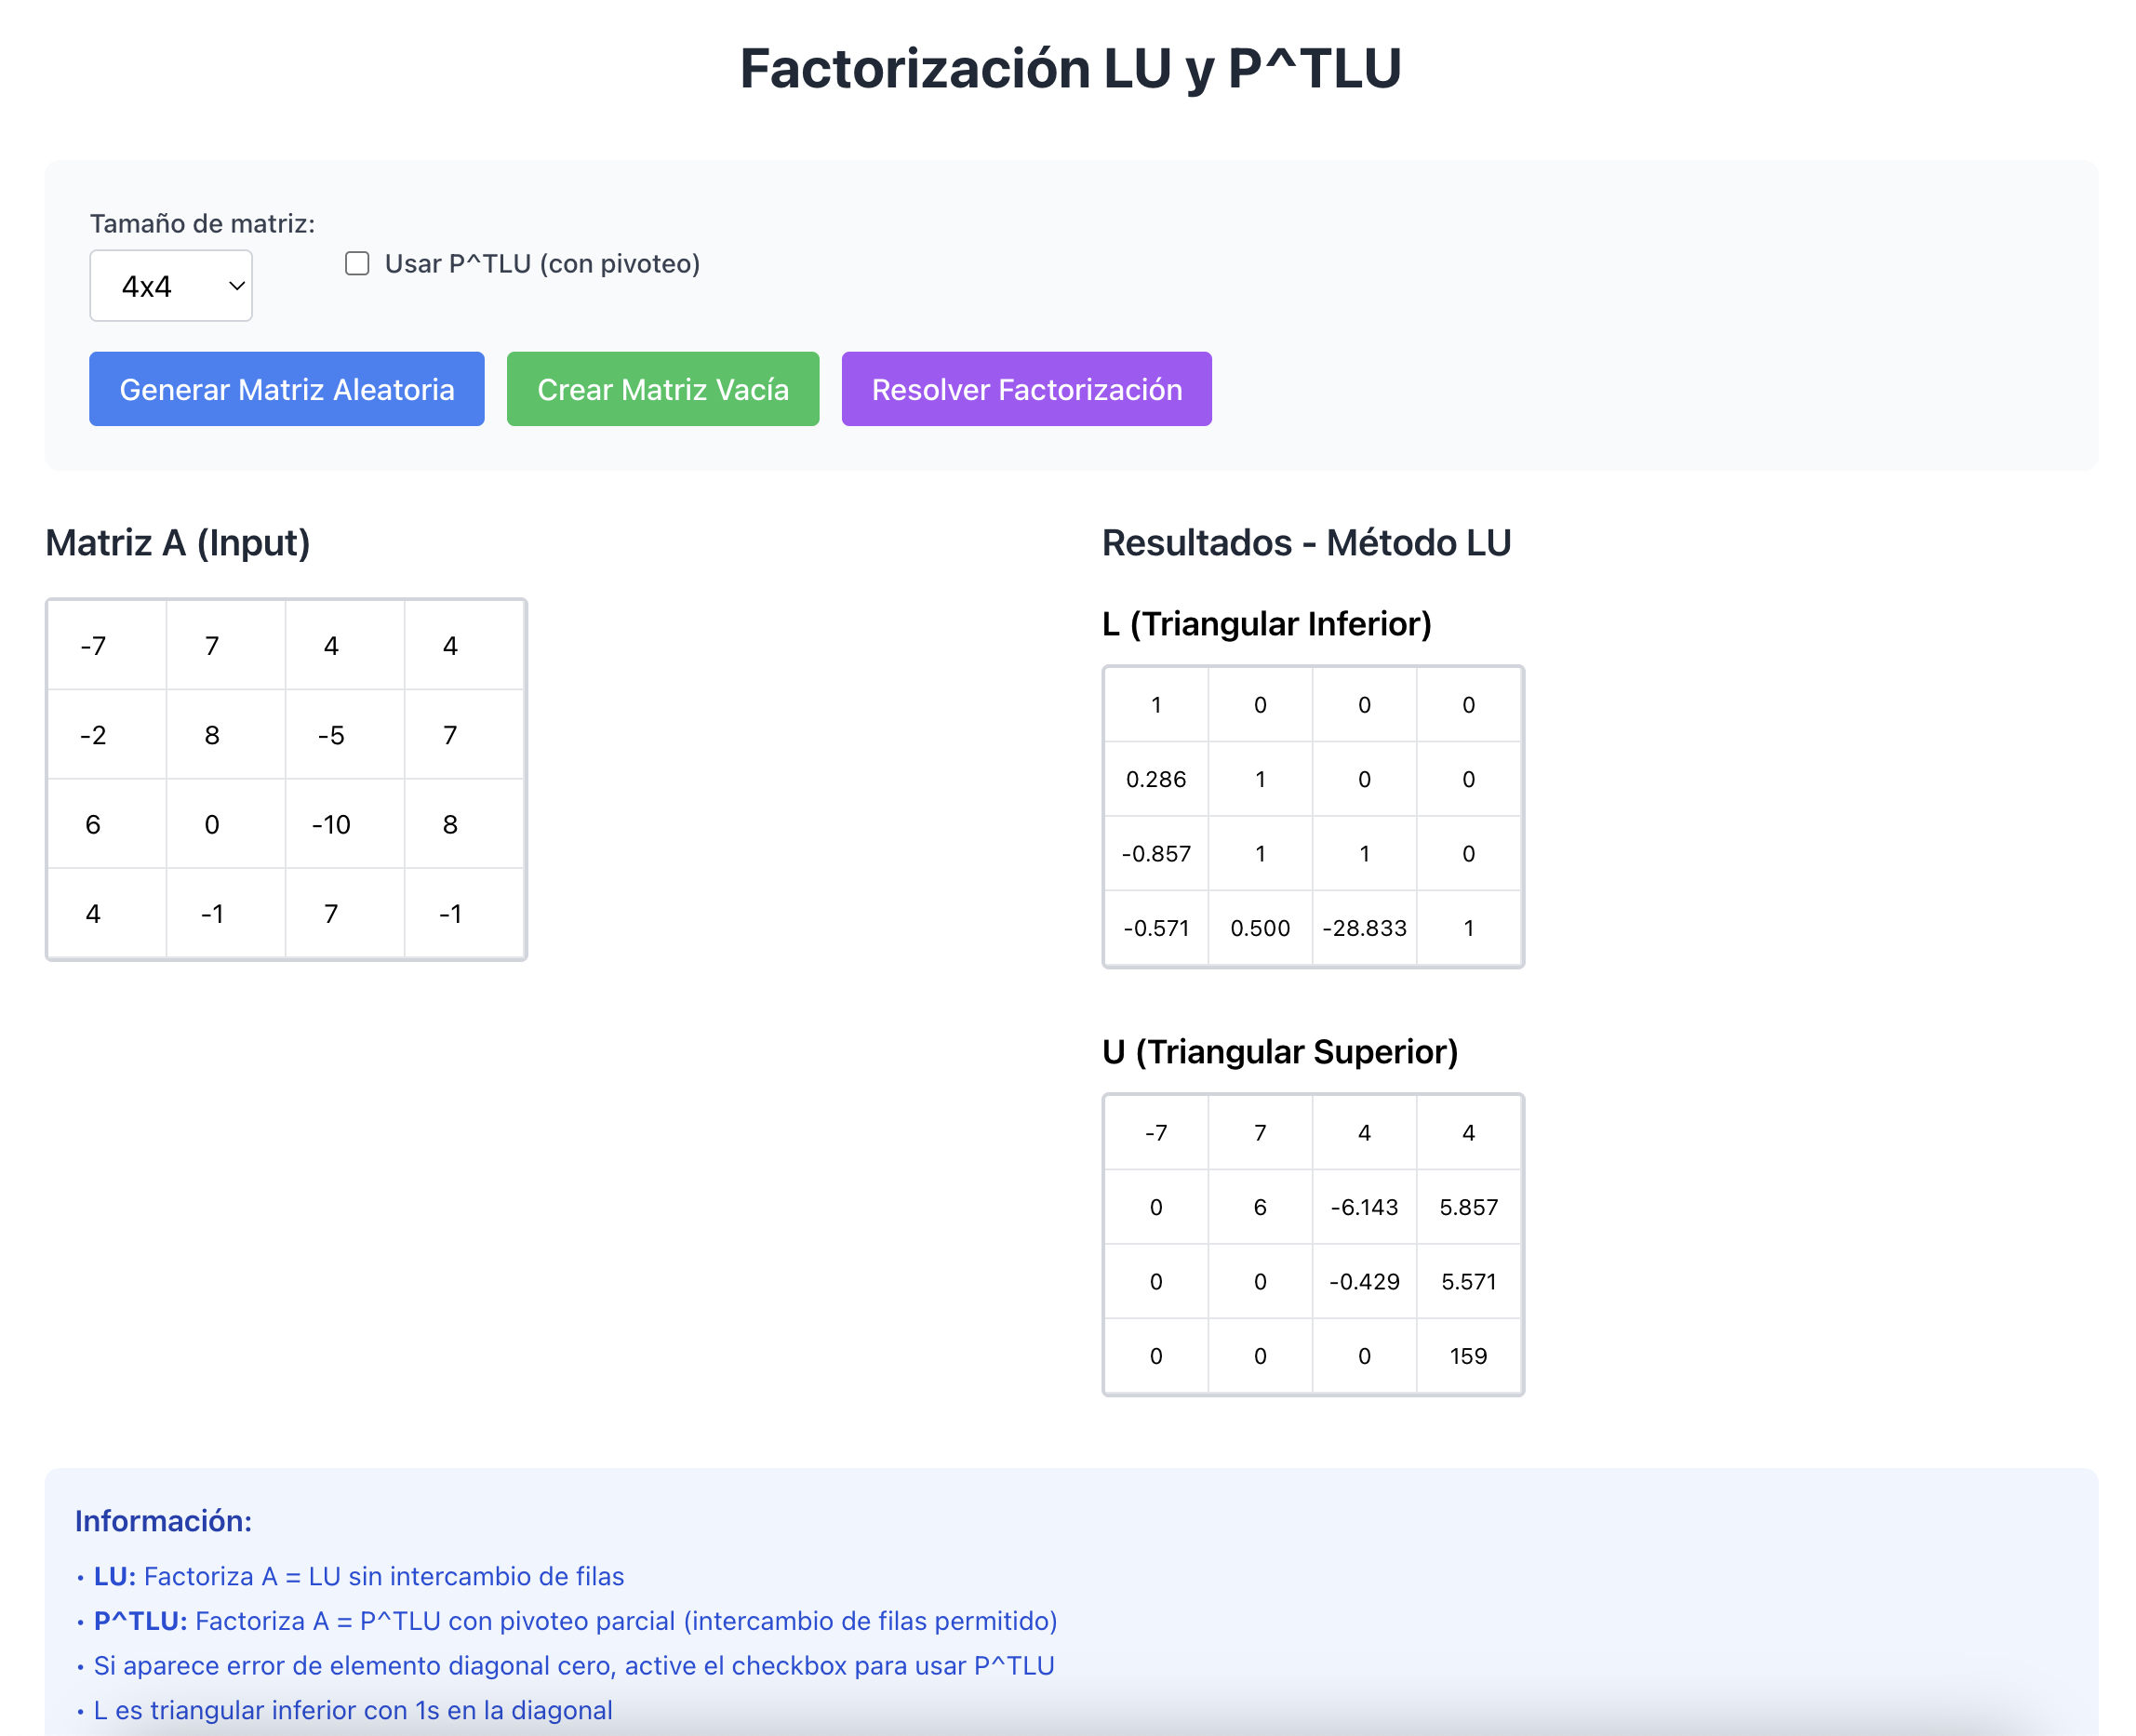 Factorización LU y P^TLU
Tamaño de matriz:
4x4
Usar P^TLU (con pivoteo)
Generar Matriz Aleatoria
Crear Matriz Vacía
Resolver Factorización
Matriz A (Input)
-7 7 4 4
-2 8 -5 7
6 0 -10 8
4 -1 7 -1
Resultados - Método LU
L (Triangular Inferior)
1 0 0 0
0.286 1 0 0
-0.857 1 1 0
-0.571 0.500 -28.833 1
U (Triangular Superior)
-7 7 4 4
0 6 -6.143 5.857
0 0 -0.429 5.571
0 0 0 159
Información:
• LU: Factoriza A = LU sin intercambio de filas
• P^TLU: Factoriza A = P^TLU con pivoteo parcial (intercambio de filas permitido)
• Si aparece error de elemento diagonal cero, active el checkbox para usar P^TLU
• L es triangular inferior con 1s en la diagonal